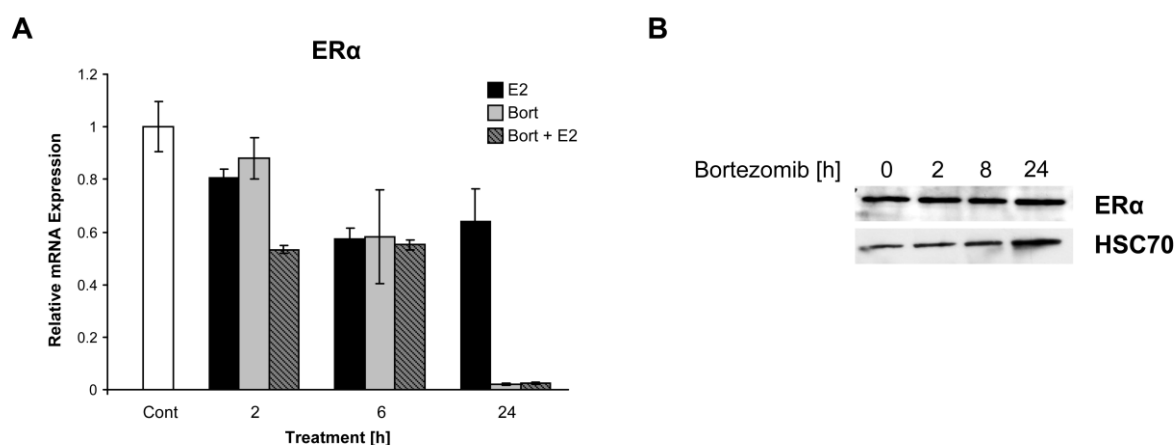 A
ERα
1.2
1
0.8
0.6
0.4
0.2
0
Relative mRNA Expression
E2
Bort
Bort + E2
Cont
2
6
24
Treatment [h]
B
Bortezomib [h] 0 2 8 24
ERα
HSC70